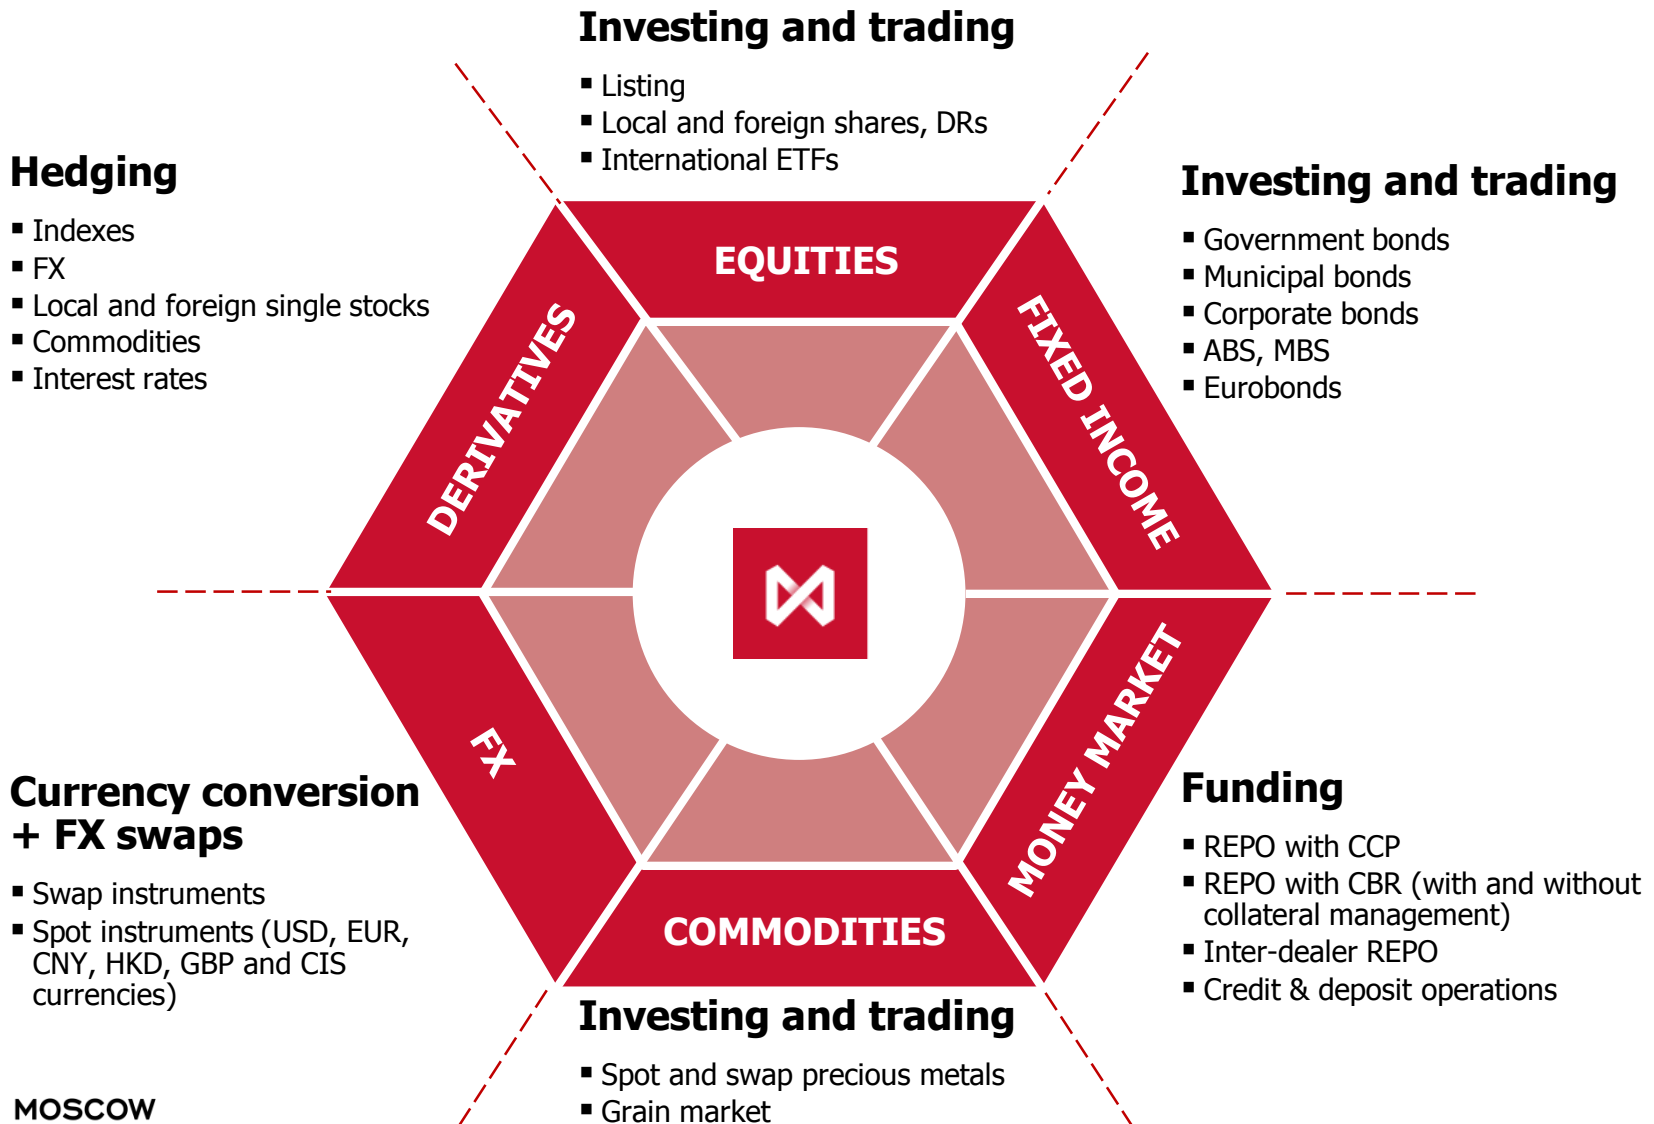 Investing and trading
▪ Listing
▪ Local and foreign shares, DRs
▪ International ETFs
Hedging
▪ Indexes
▪ FX
▪ Local and foreign single stocks
▪ Commodities
▪ Interest rates
Investing and trading
▪ Government bonds
▪ Municipal bonds
▪ Corporate bonds
▪ ABS, MBS
▪ Eurobonds
EQUITIES
DERIVATIVES
FIXED INCOME
FX
MONEY MARKET
COMMODITIES
Currency conversion
+ FX swaps
▪ Swap instruments
▪ Spot instruments (USD, EUR,
CNY, HKD, GBP and CIS
currencies)
Funding
▪ REPO with CCP
▪ REPO with CBR (with and without
collateral management)
▪ Inter-dealer REPO
▪ Credit & deposit operations
Investing and trading
▪ Spot and swap precious metals
▪ Grain market
MOSCOW